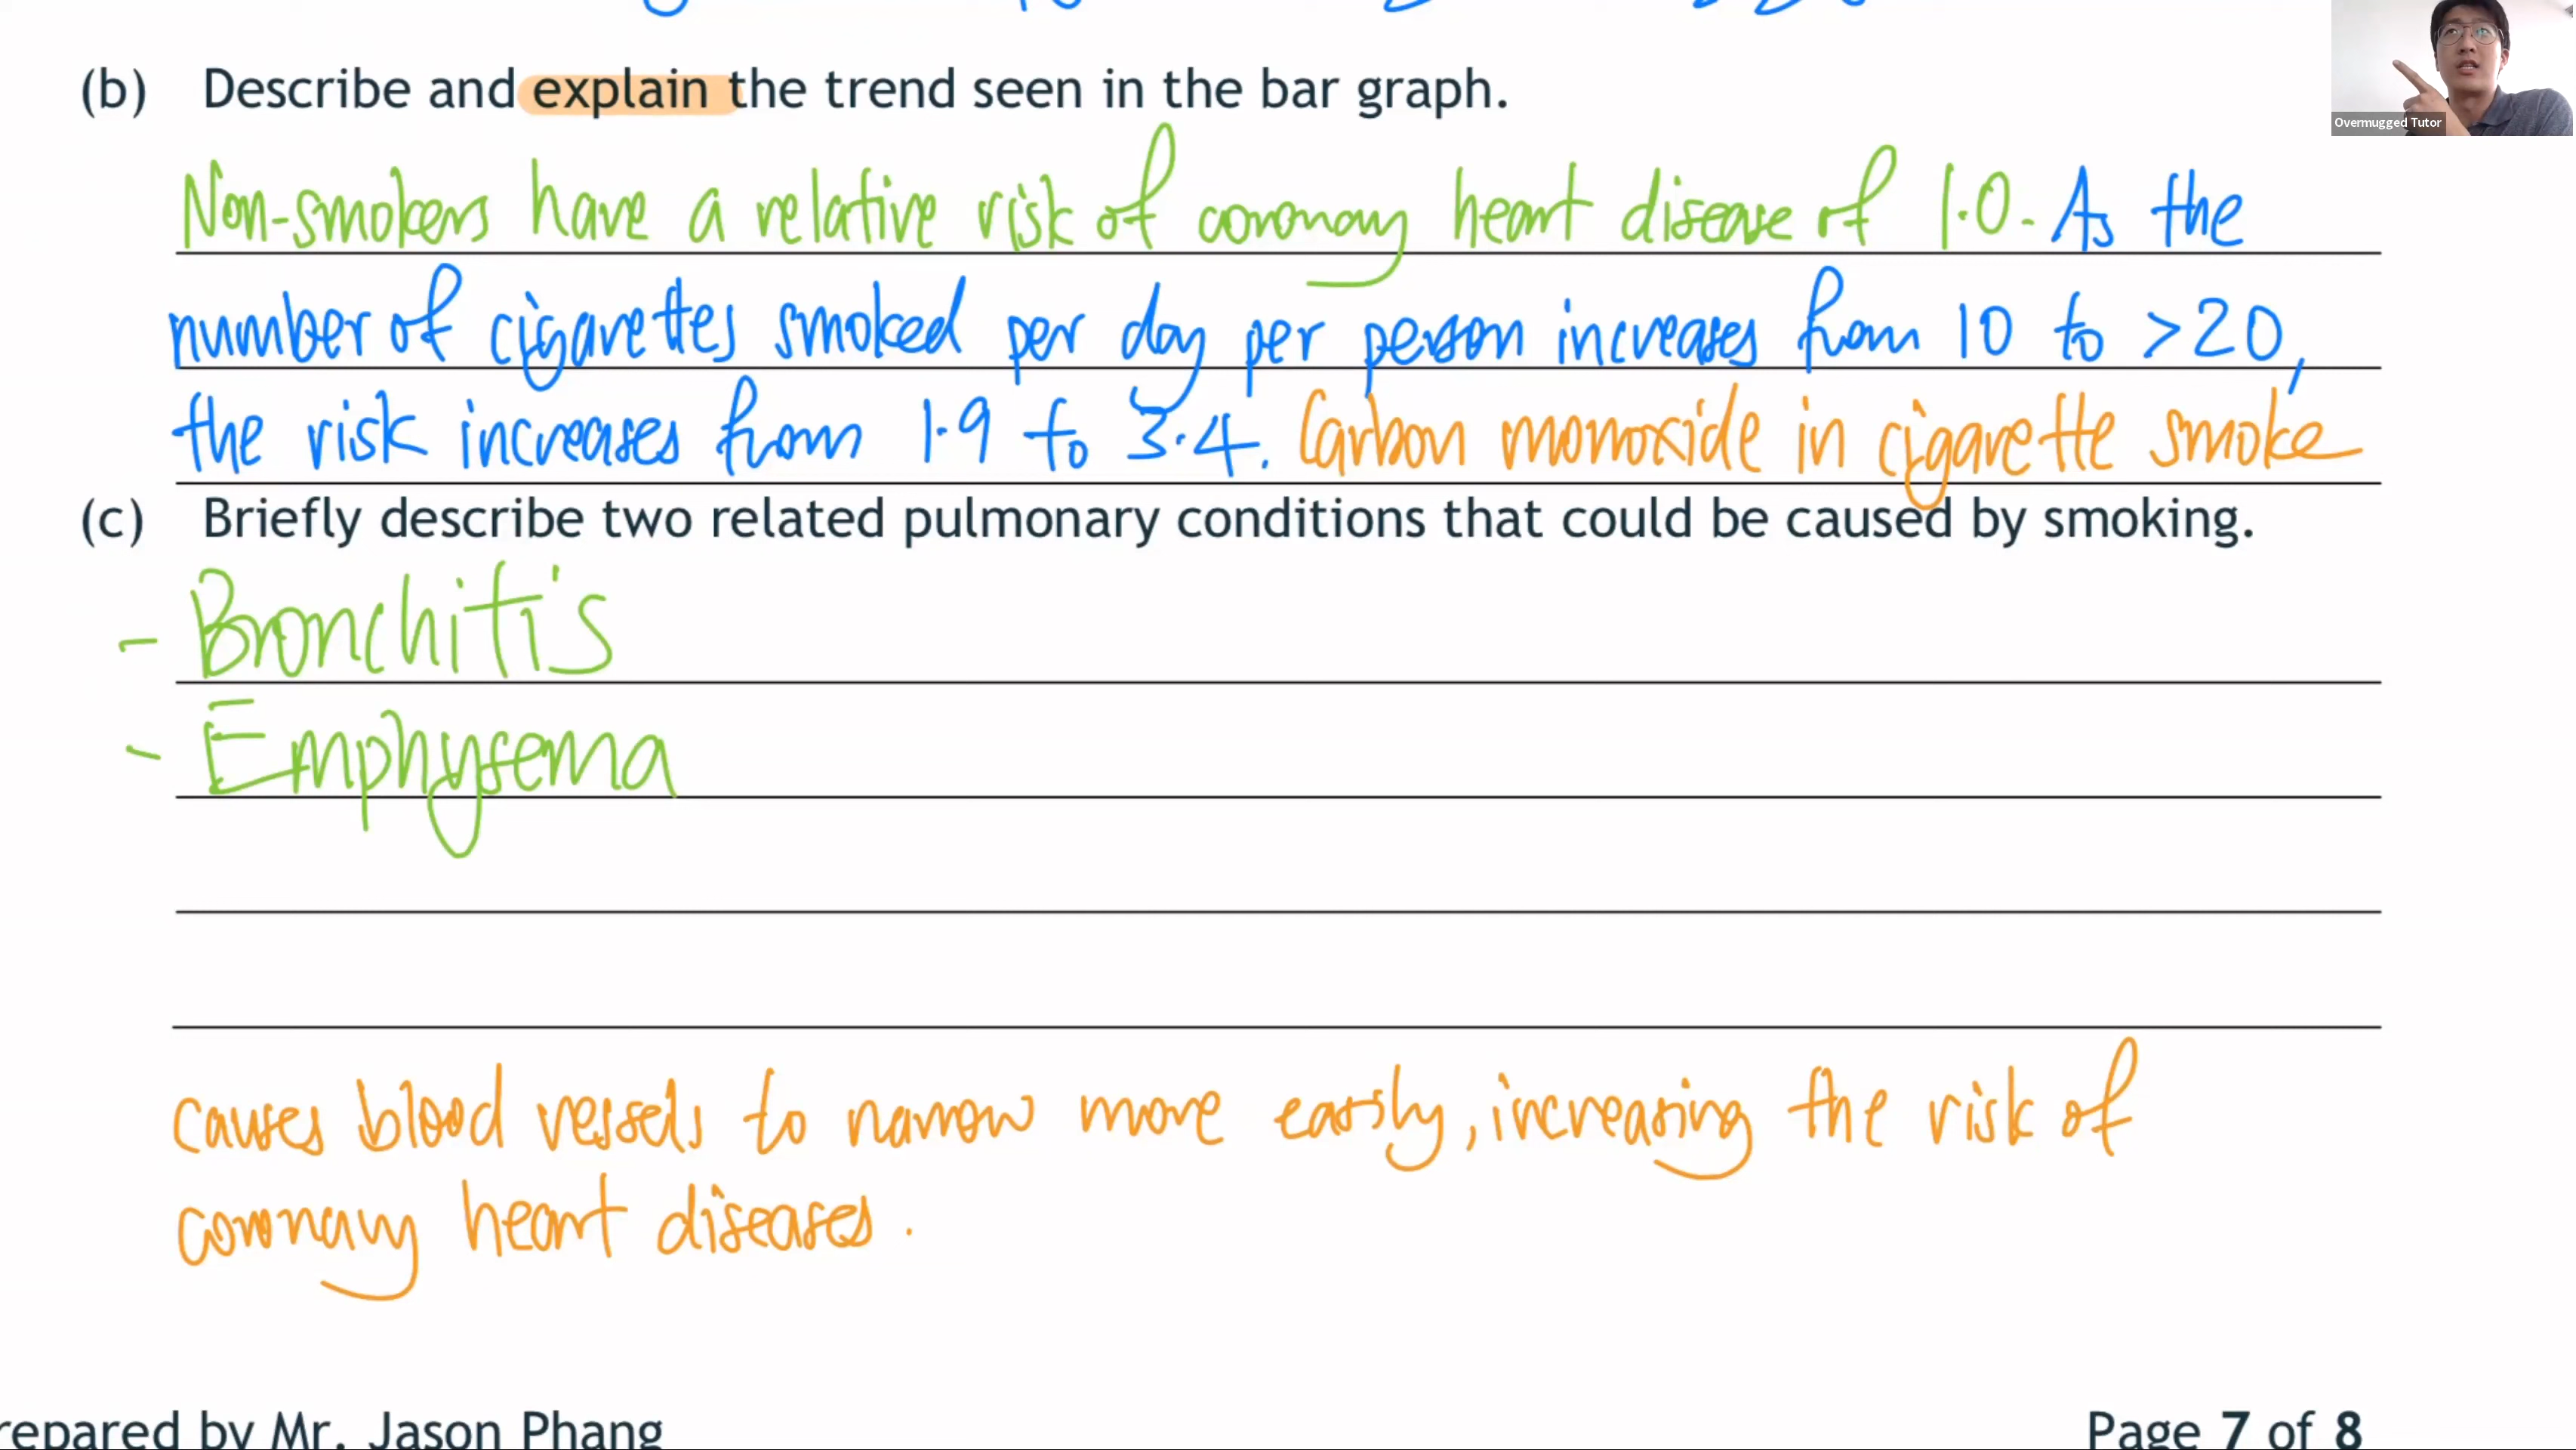 (b) Describe and explain the trend seen in the bar graph.
Overmugged Tutor
Non-smokers have a relative risk of coronary heart disease of 1.0. As the
number of cigarettes smoked per day per person increases from 10 to >20,
the risk increases from 1.9 to 3.4. Carbon monoxide in cigarette smoke
(c) Briefly describe two related pulmonary conditions that could be caused by smoking.
- Bronchitis
- Emphysema
causes blood vessels to narrow more easily, increasing the risk of
coronary heart diseases.
repared by Mr. Jason Phang
Page 7 of 8